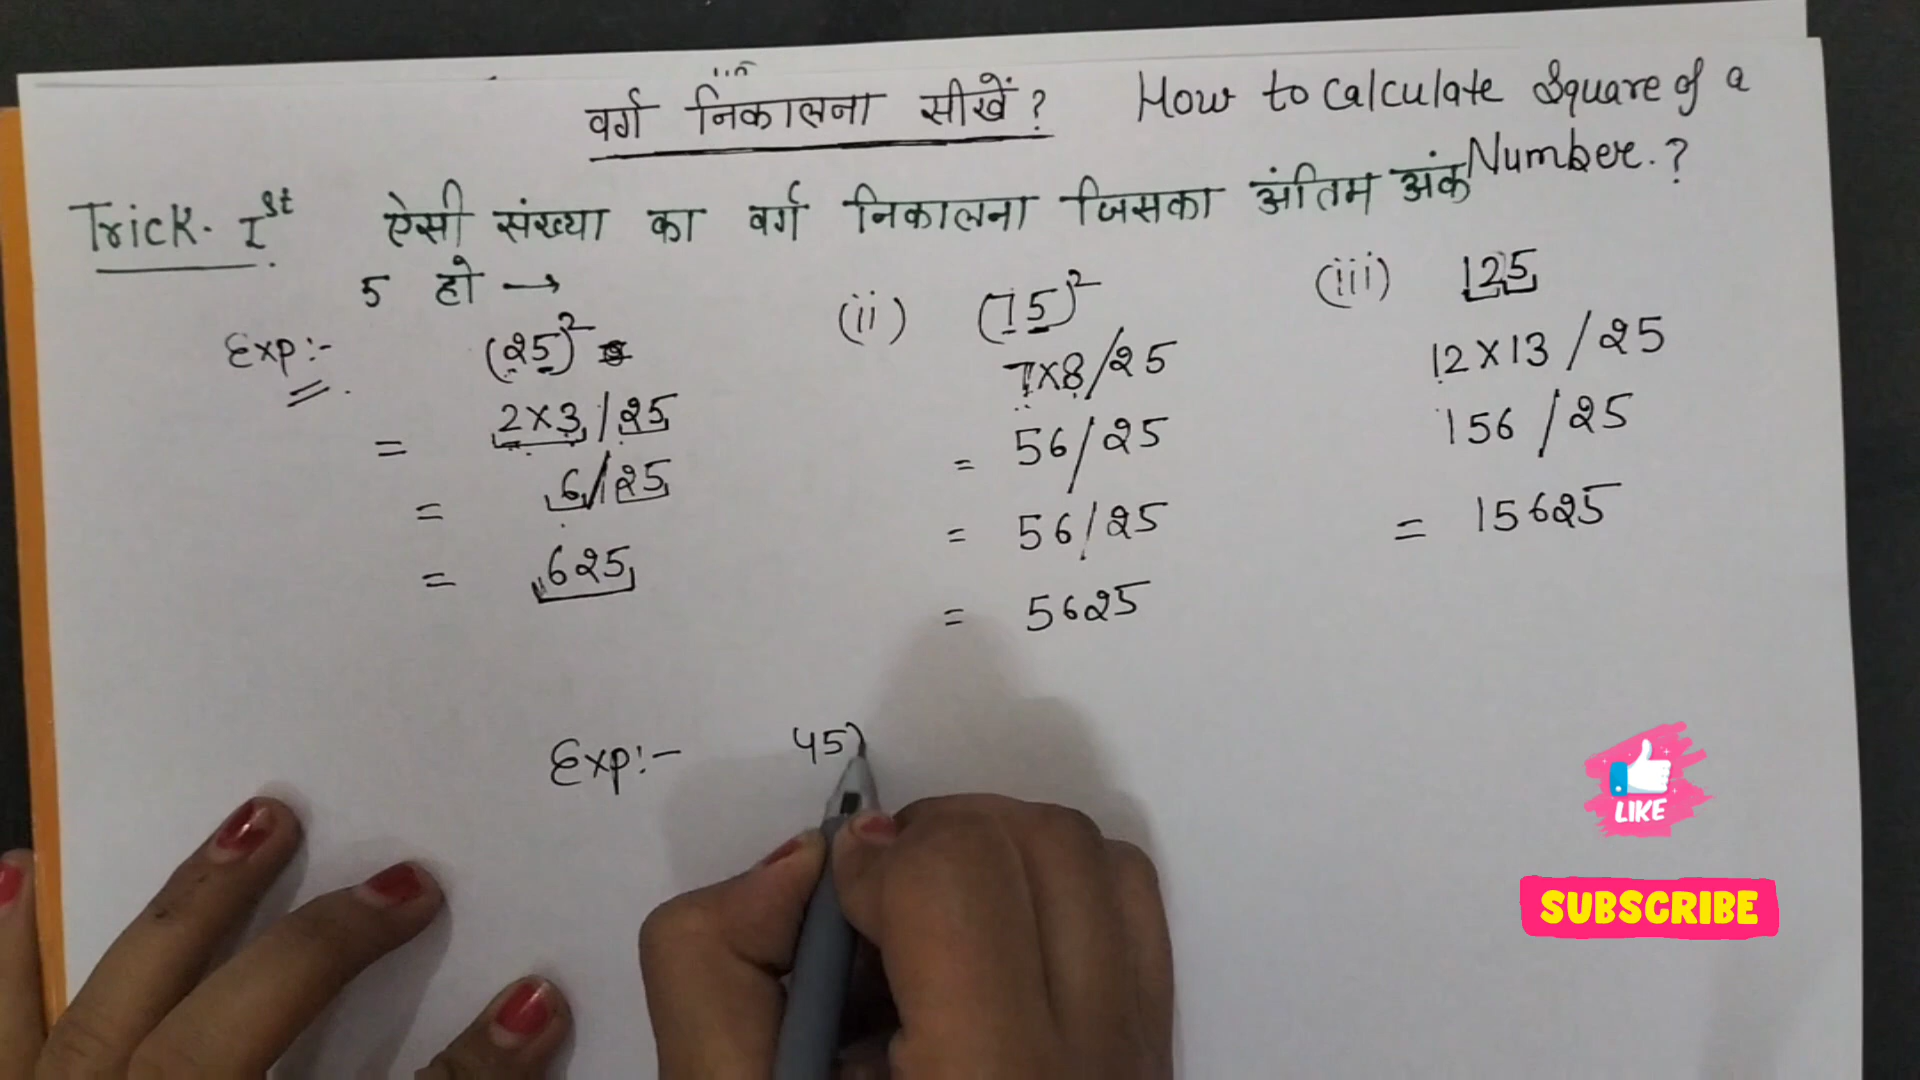 वर्ग निकालना सीखें? How to Calculate Square of a Number.?
Trick. Ist ऐसी संख्या का वर्ग निकालना जिसका अंतिम अंक
5 हो →
Exp:- (25)²
= 2×3/25
= 6/25
= 625
(ii) (75)²
7×8/25
= 56/25
= 56/25
= 5625
(iii) 125
12×13/25
156/25
= 15625
Exp:- 45)
LIKE
SUBSCRIBE